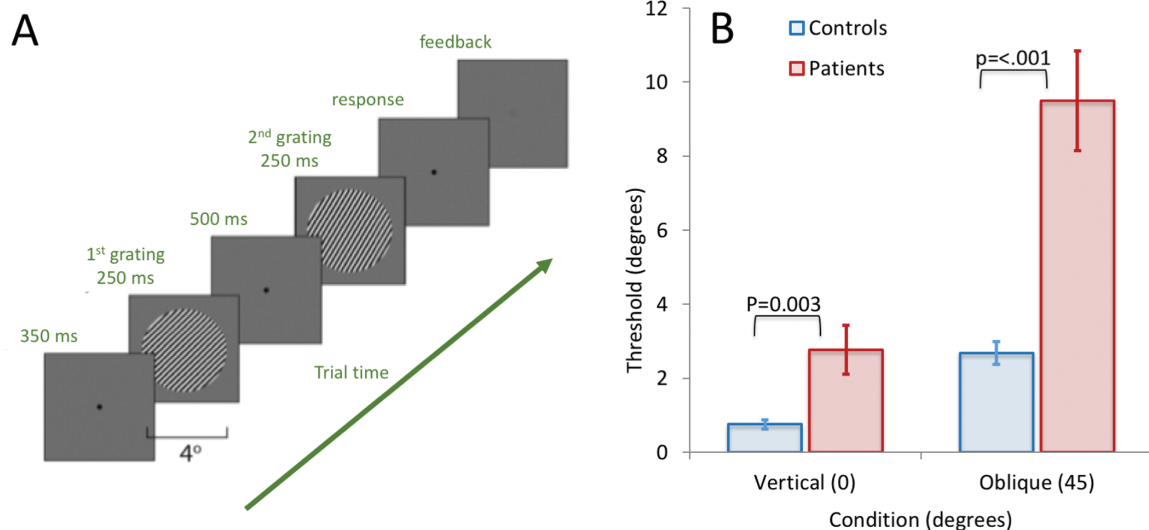 A
feedback
response
2nd grating
250 ms
500 ms
1st grating
250 ms
350 ms
Trial time
4o
B
Controls
Patients
p=<.001
P=0.003
12
10
8
6
4
2
0
Threshold (degrees)
Vertical (0)
Oblique (45)
Condition (degrees)